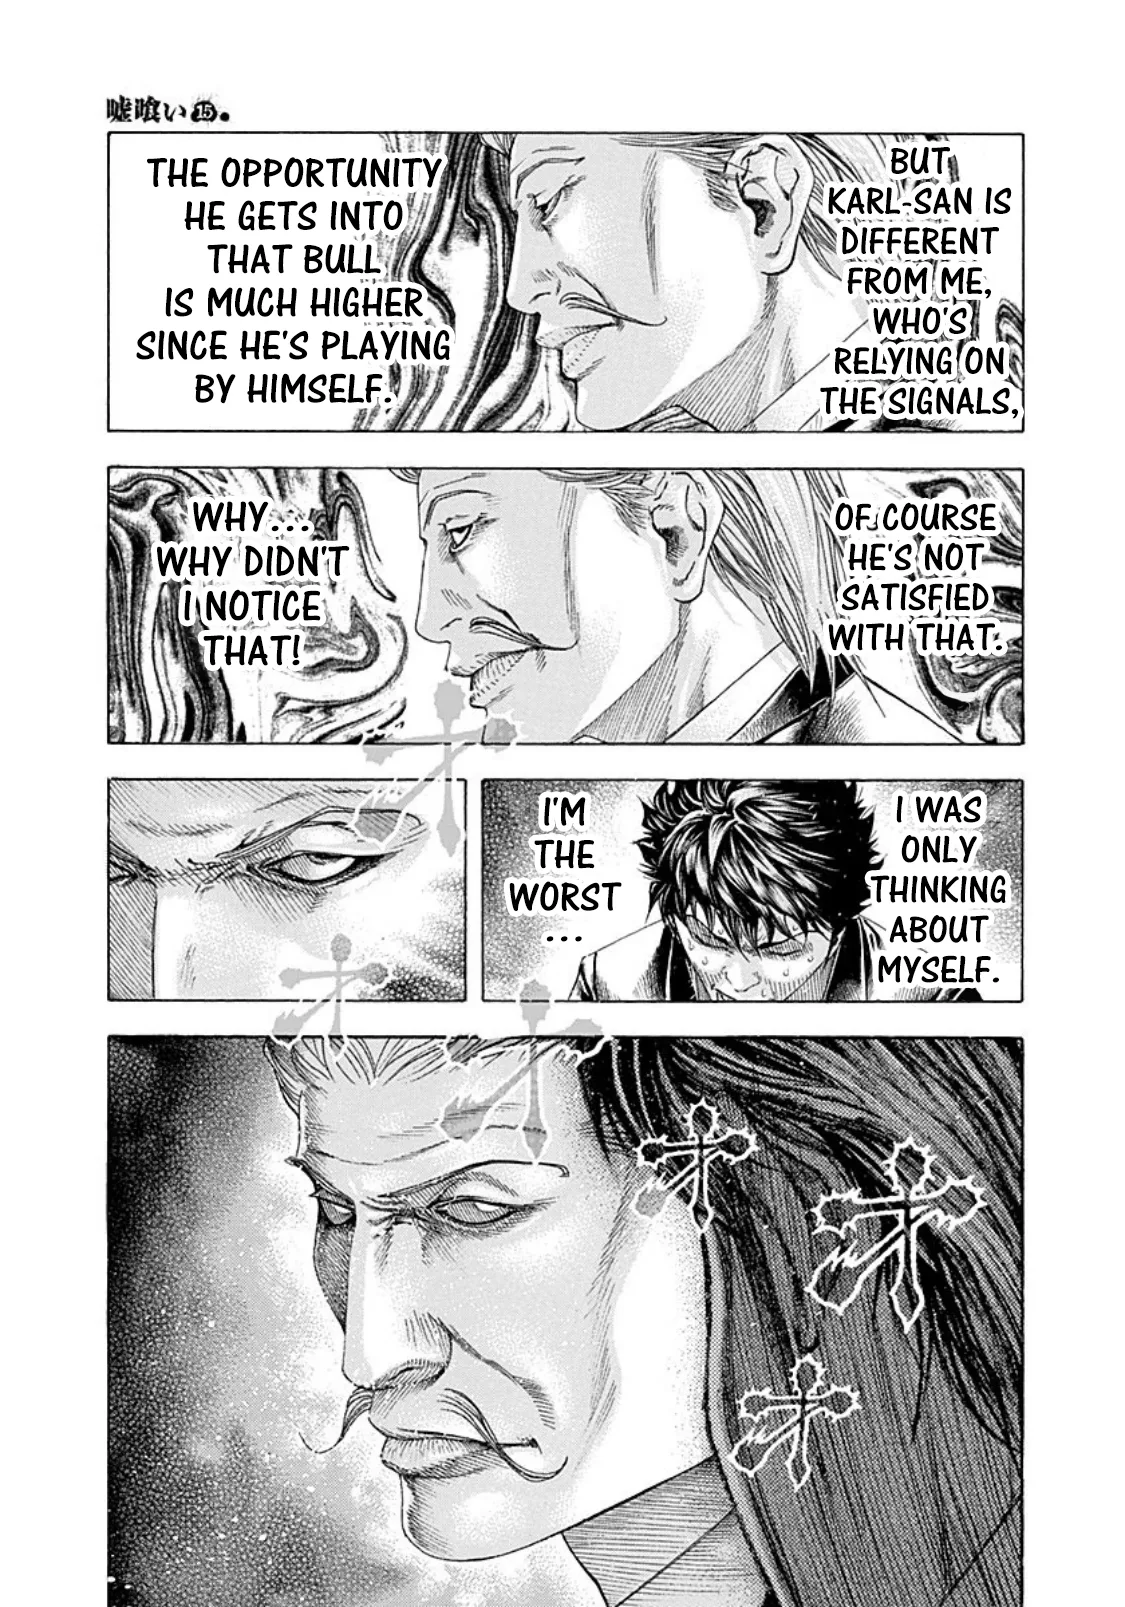 嘘喰い 15.
BUT
KARL-SAN IS
DIFFERENT
FROM ME,
WHO'S
RELYING ON
THE SIGNALS,
THE OPPORTUNITY
HE GETS INTO
THAT BULL
IS MUCH HIGHER
SINCE HE'S PLAYING
BY HIMSELF.
OF COURSE
HE'S NOT
SATISFIED
WITH THAT.
WHY...
WHY DIDN'T
I NOTICE
THAT!
I WAS
ONLY
THINKING
ABOUT
MYSELF.
I'M
THE
WORST
...
オ
オ
オ
オ
オ
オ